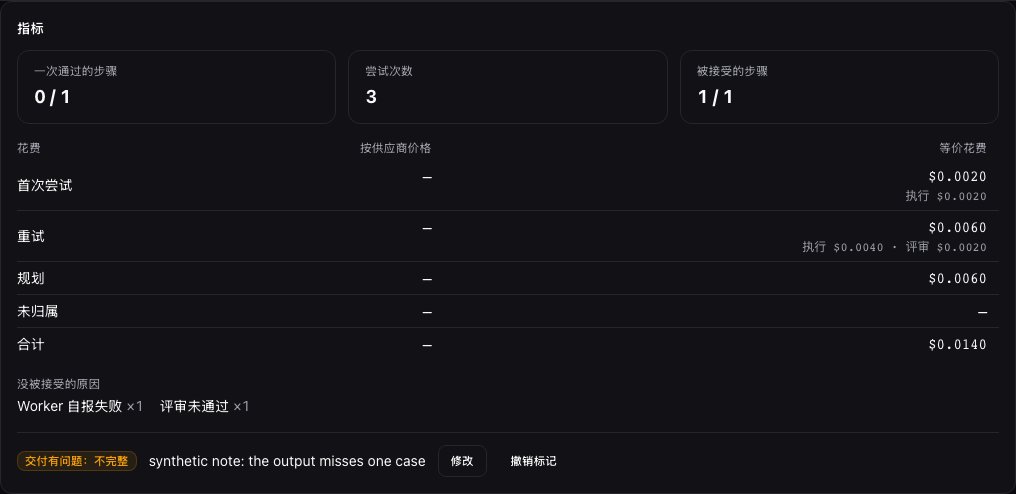 指标
一次通过的步骤 尝试次数 被接受的步骤
0 / 1 3 1 / 1
花费 按供应商价格 等价花费
首次尝试 — $0.0020
执行 $0.0020
重试 — $0.0060
执行 $0.0040 · 评审 $0.0020
规划 — $0.0060
未归属 — —
合计 — $0.0140
没被接受的原因
Worker 自报失败 ×1 评审未通过 ×1
交付有问题：不完整 synthetic note: the output misses one case 修改 撤销标记